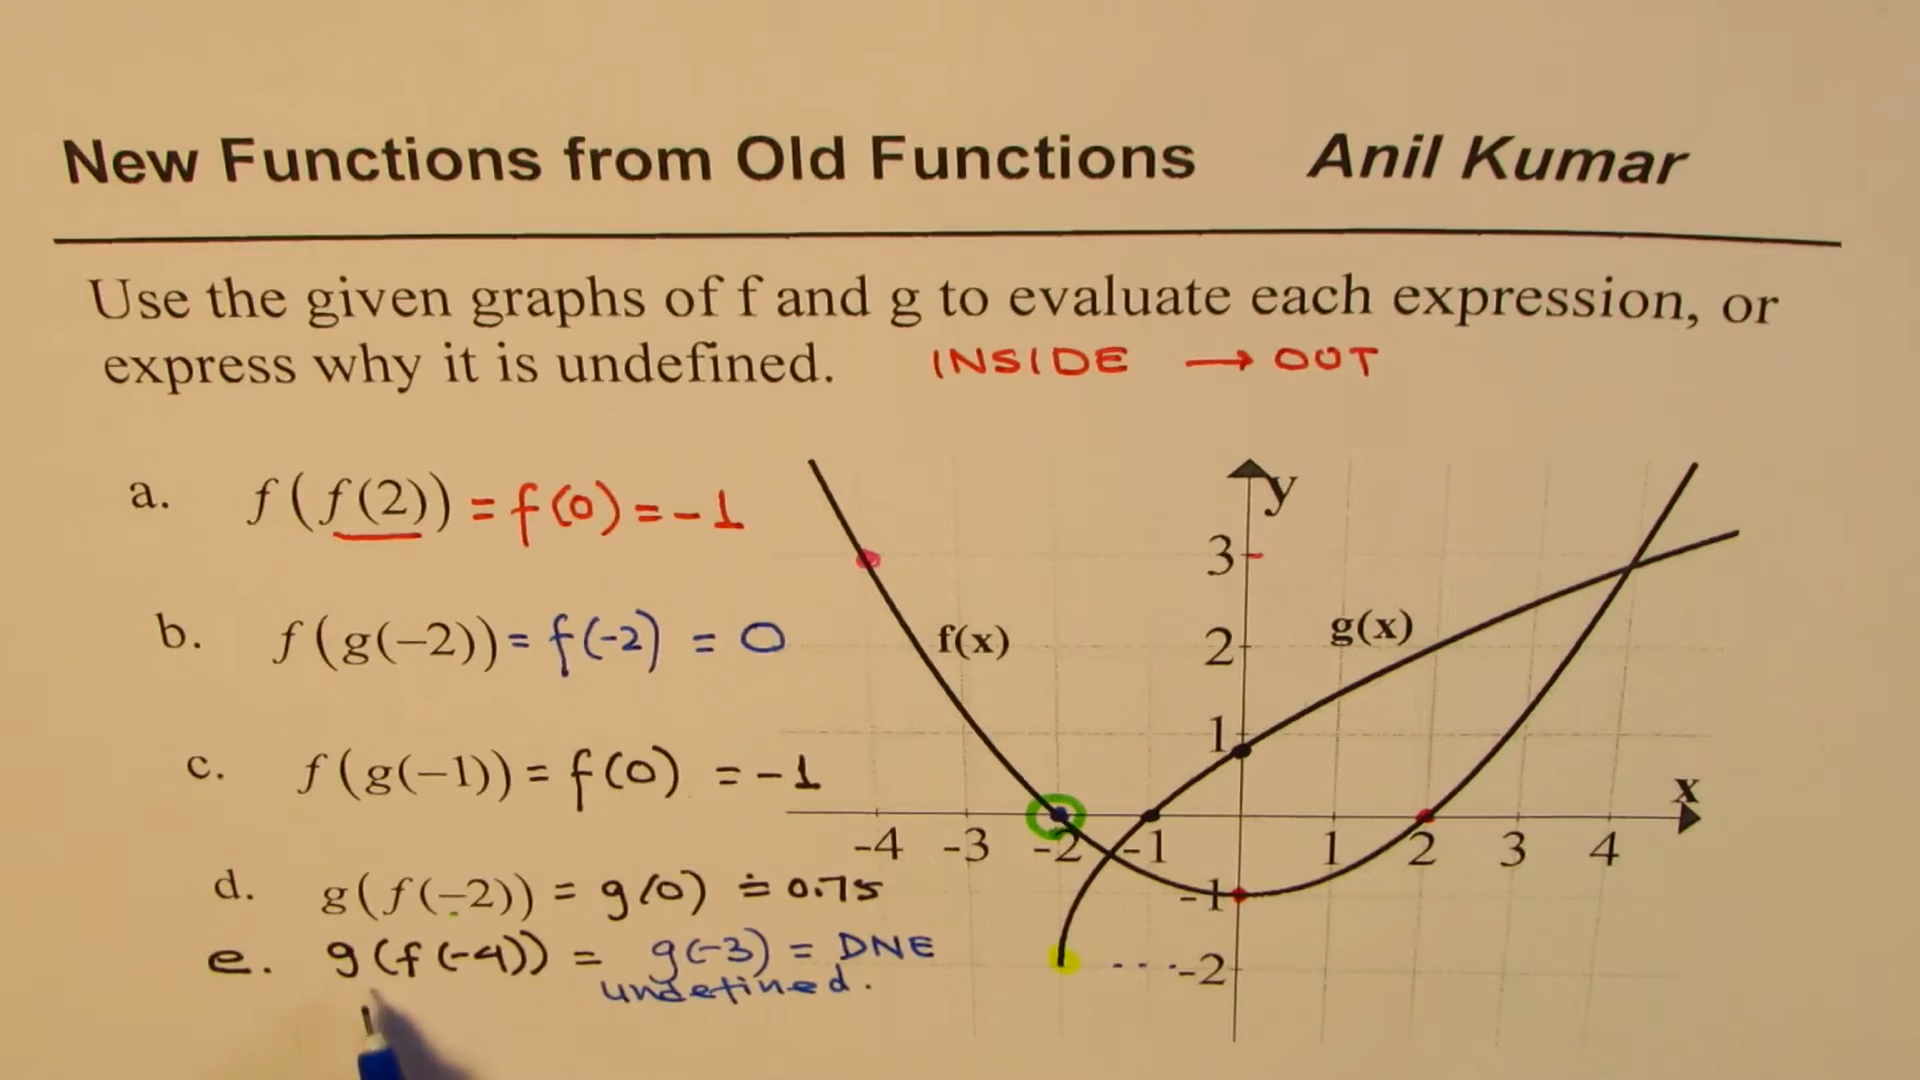 New Functions from Old Functions Anil Kumar
Use the given graphs of f and g to evaluate each expression, or
express why it is undefined. INSIDE → OUT
a. f(f(2)) = f(0) = -1
b. f(g(−2)) = f(-2) = 0
c. f(g(−1)) = f(0) = -1
d. g(f(−2)) = g(0) ≐ 0.75
e. g(f(-4)) = g(-3) = DNE
undefined.
y
3
f(x)
g(x)
2
1
x
-4 -3 -2 -1 1 2 3 4
-1
-2